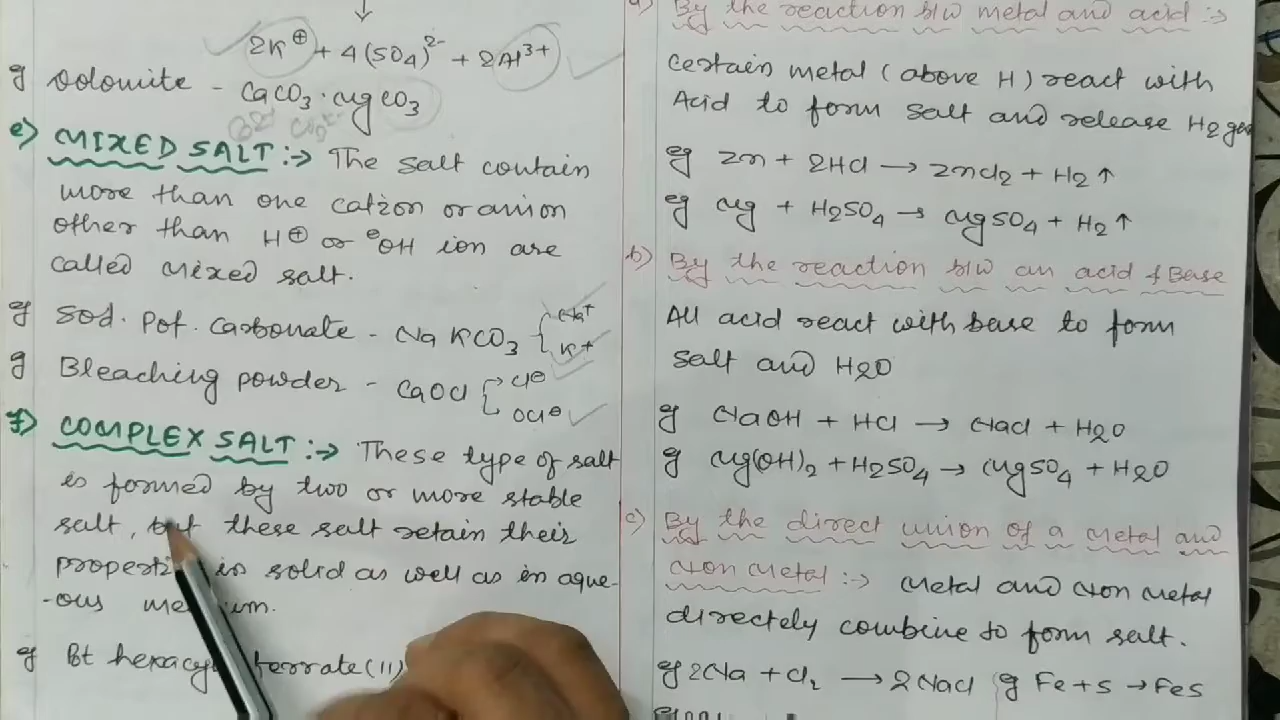 2K⊕ + 4(SO4)2- + 2Al3+
eg Dolomite - CaCO3·MgCO3
e) MIXED SALT :-> The salt contain
more than one cation or anion
other than H⊕ or ⊖OH ion are
called mixed salt.
eg Sod. Pot. Carbonate - NaKCO3 Na+
K+
eg Bleaching powder - CaOCl Cl⊖
OCl⊖
f) COMPLEX SALT :-> These type of salt
is formed by two or more stable
salt, but these salt retain their
in solid as well as in aque-
-ous
eg Pt (II)
a) By the reaction b/w metal and acid :->
Certain metal (above H) react with
Acid to form salt and release H2 gas
eg Zn + 2HCl → ZnCl2 + H2↑
eg Mg + H2SO4 → MgSO4 + H2↑
b) By the reaction b/w an acid & Base
All acid react with base to form
salt and H2O
eg NaOH + HCl → NaCl + H2O
eg Mg(OH)2 + H2SO4 → MgSO4 + H2O
c) By the direct union of a metal and
non metal :-> Metal and non metal
directely combine to form salt.
eg 2Na + Cl2 → 2NaCl eg Fe + S → FeS